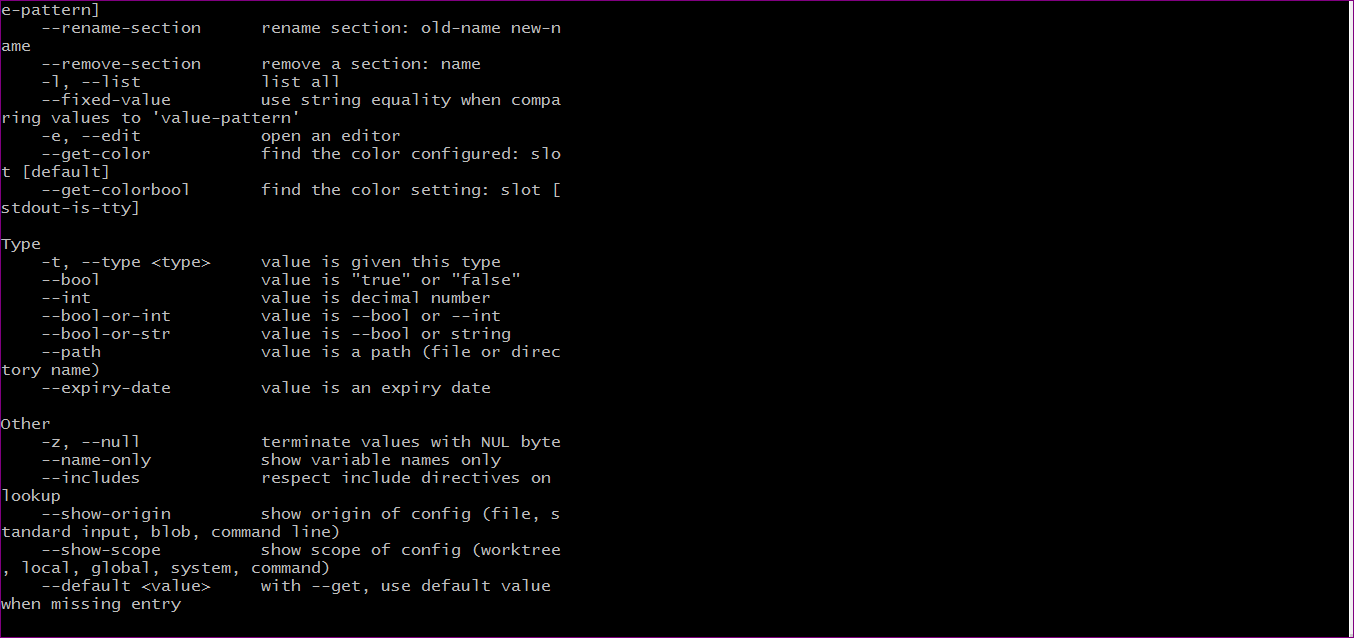 e-pattern]
    --rename-section      rename section: old-name new-n
ame
    --remove-section      remove a section: name
    -l, --list            list all
    --fixed-value         use string equality when compa
ring values to 'value-pattern'
    -e, --edit            open an editor
    --get-color           find the color configured: slo
t [default]
    --get-colorbool       find the color setting: slot [
stdout-is-tty]

Type
    -t, --type <type>     value is given this type
    --bool                value is "true" or "false"
    --int                 value is decimal number
    --bool-or-int         value is --bool or --int
    --bool-or-str         value is --bool or string
    --path                value is a path (file or direc
tory name)
    --expiry-date         value is an expiry date

Other
    -z, --null            terminate values with NUL byte
    --name-only           show variable names only
    --includes            respect include directives on
lookup
    --show-origin         show origin of config (file, s
tandard input, blob, command line)
    --show-scope          show scope of config (worktree
, local, global, system, command)
    --default <value>     with --get, use default value
when missing entry